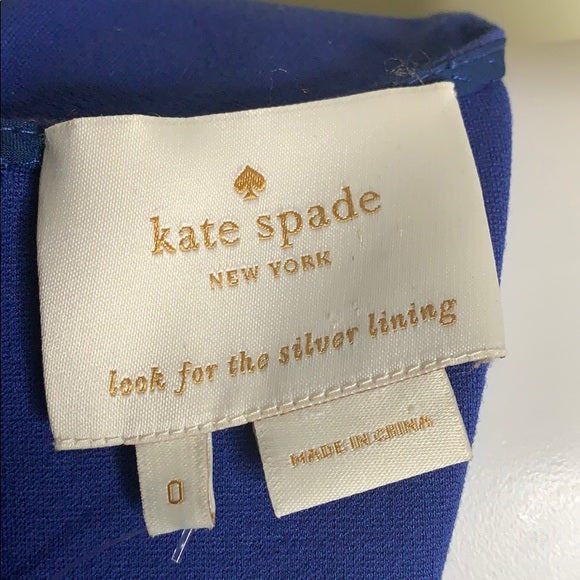 kate spade
NEW YORK
look for the silver lining
0
MADE IN CHINA